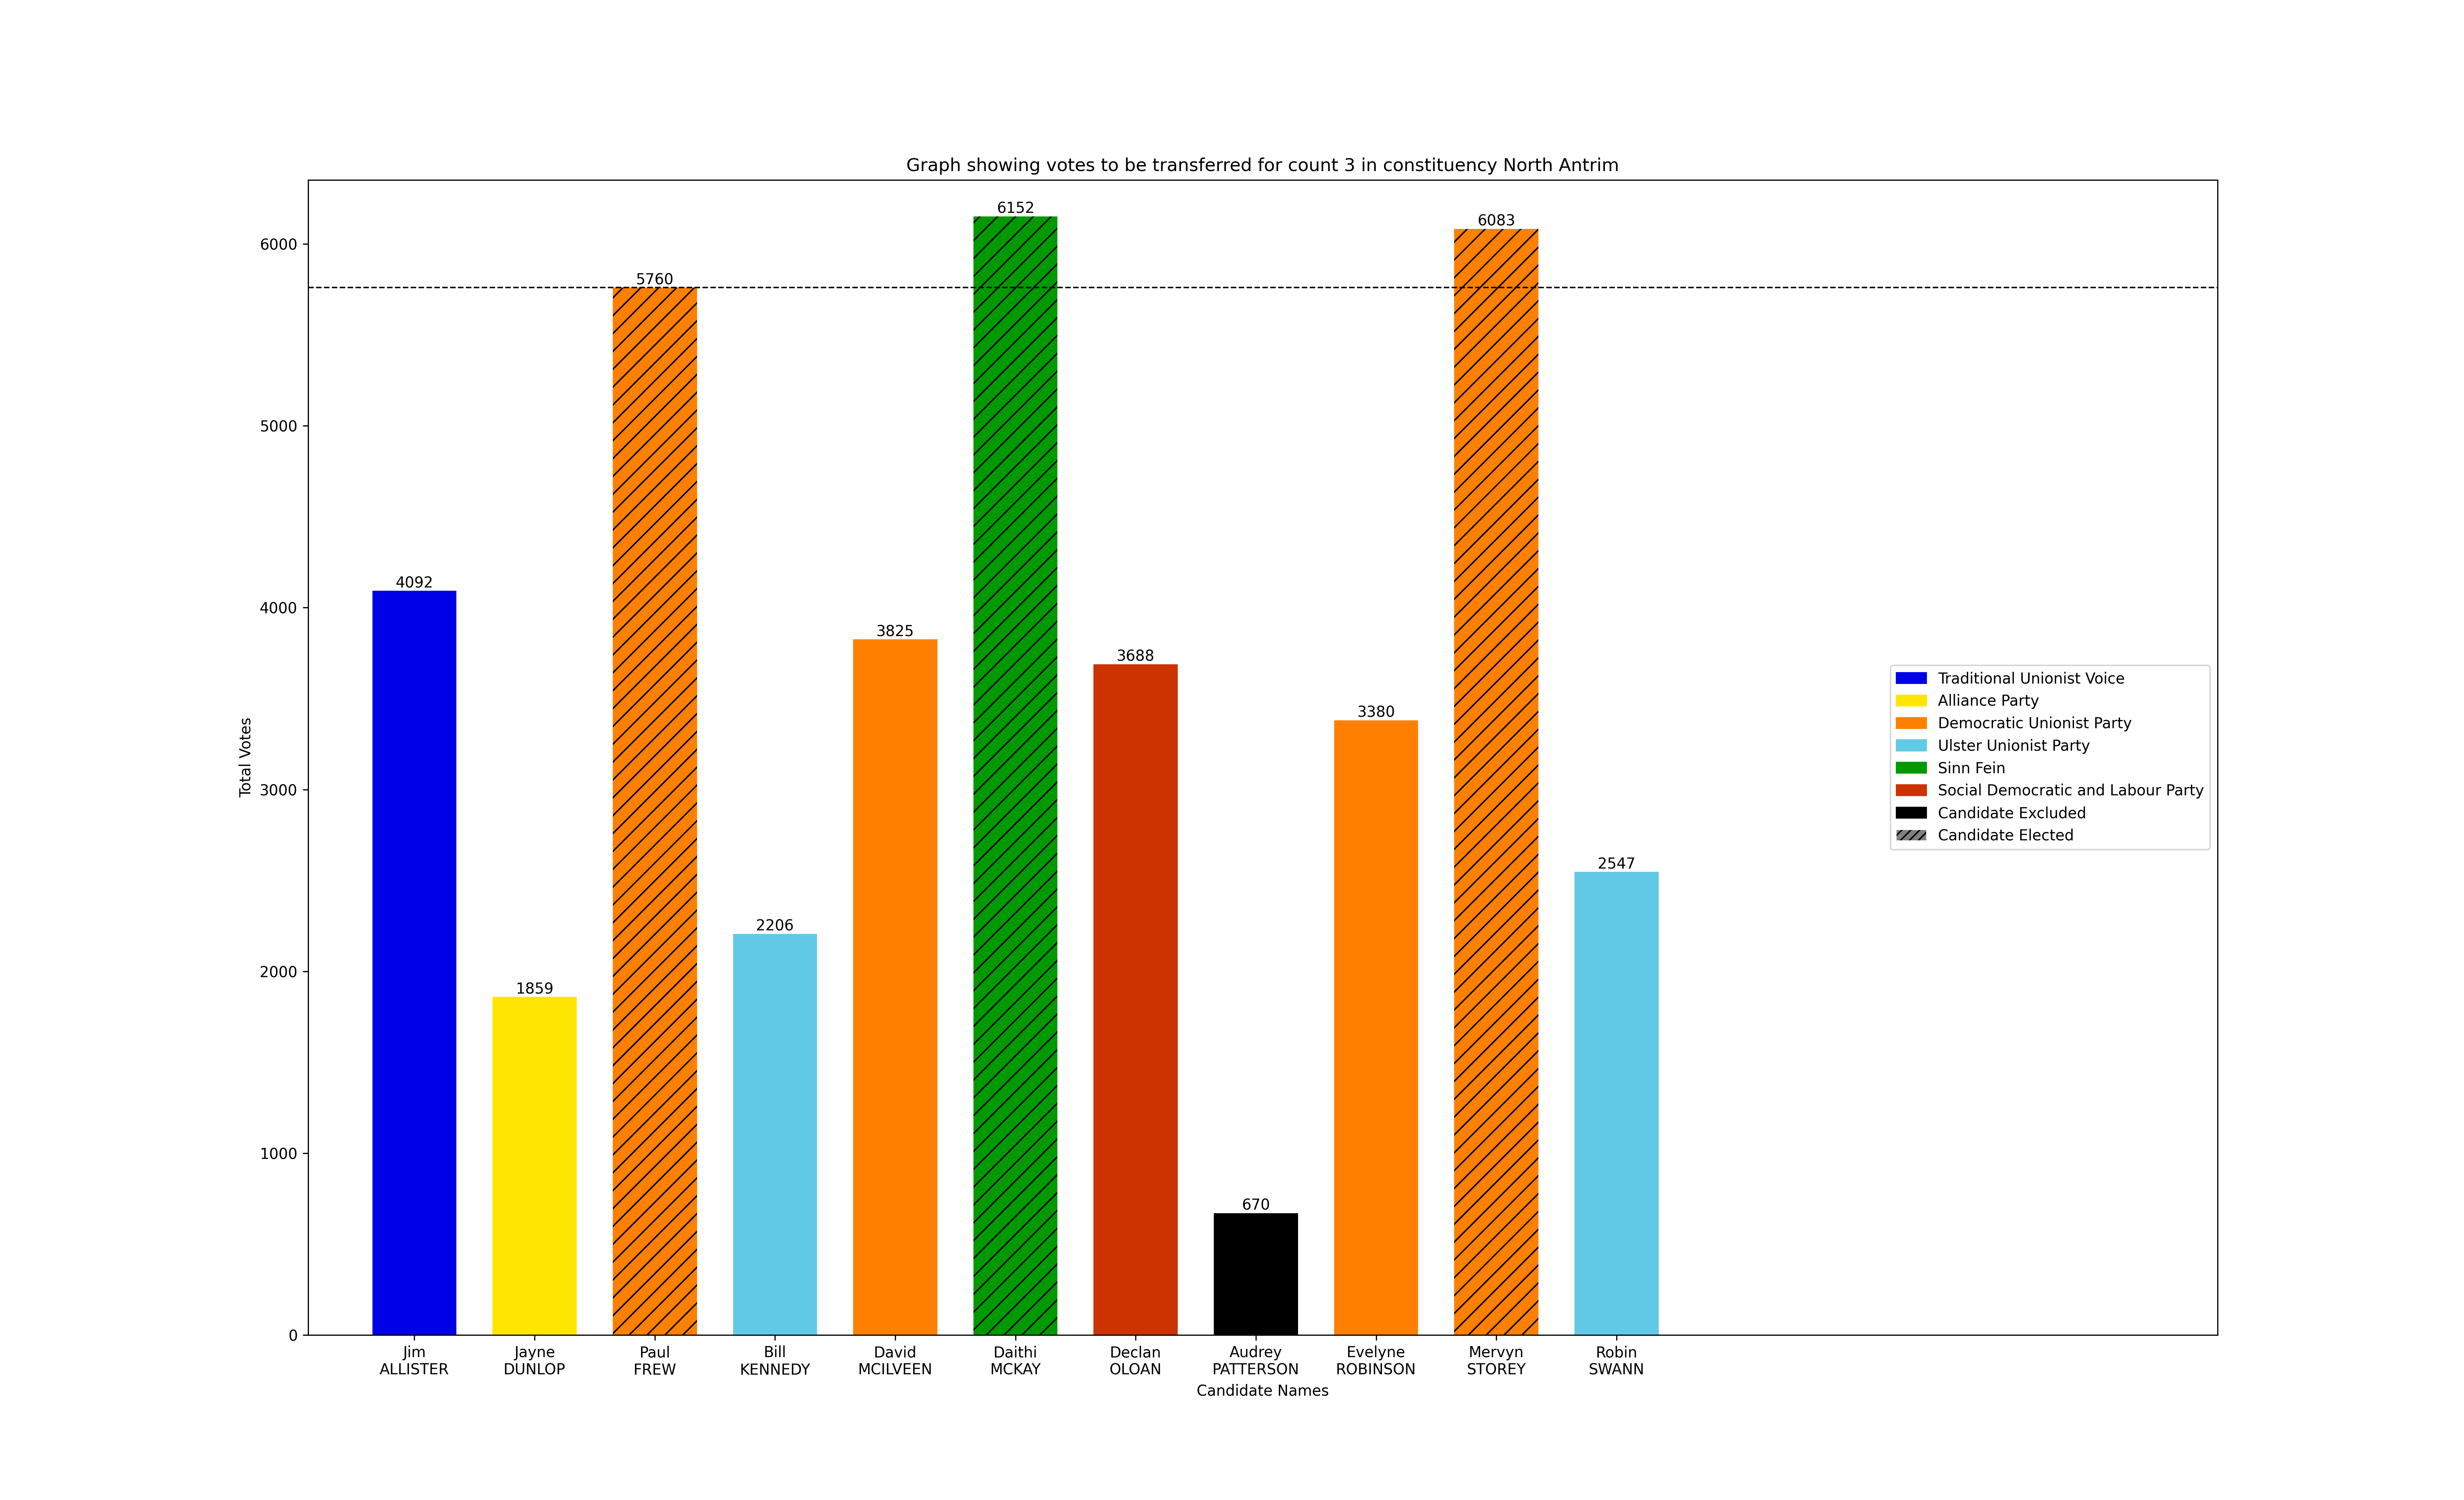 Graph showing votes to be transferred for count 3 in constituency North Antrim
6152
6083
6000
5760
5000
4092
4000
3825
3688
3380
3000
2547
2206
2000
1859
1000
670
0
Total Votes
Traditional Unionist Voice
Alliance Party
Democratic Unionist Party
Ulster Unionist Party
Sinn Fein
Social Democratic and Labour Party
Candidate Excluded
Candidate Elected
Jim Jayne Paul Bill David Daithi Declan Audrey Evelyne Mervyn Robin
ALLISTER DUNLOP FREW KENNEDY MCILVEEN MCKAY OLOAN PATTERSON ROBINSON STOREY SWANN
Candidate Names